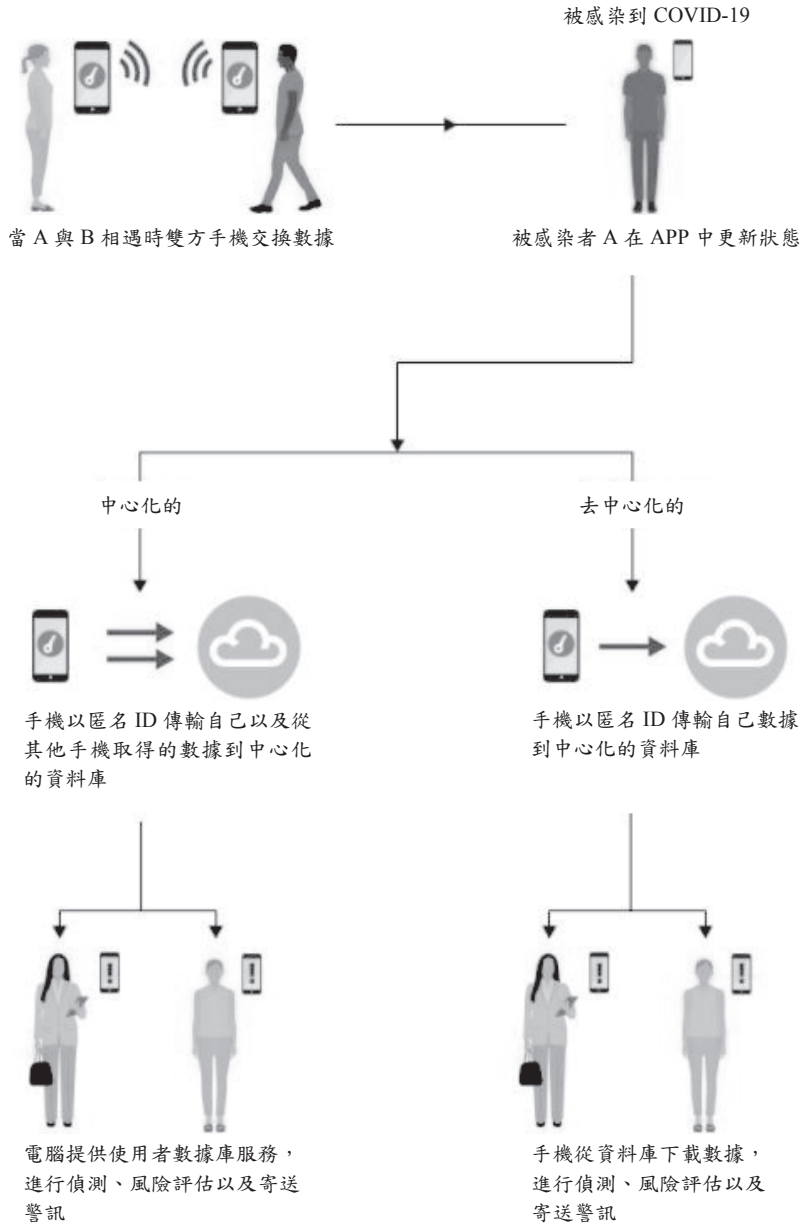 被感染到 COVID-19
當 A 與 B 相遇時雙方手機交換數據
被感染者 A 在 APP 中更新狀態
中心化的
去中心化的
手機以匿名 ID 傳輸自己以及從
其他手機取得的數據到中心化
的資料庫
手機以匿名 ID 傳輸自己數據
到中心化的資料庫
!
!
!
!
電腦提供使用者數據庫服務，
進行偵測、風險評估以及寄送
警訊
手機從資料庫下載數據，
進行偵測、風險評估以及
寄送警訊